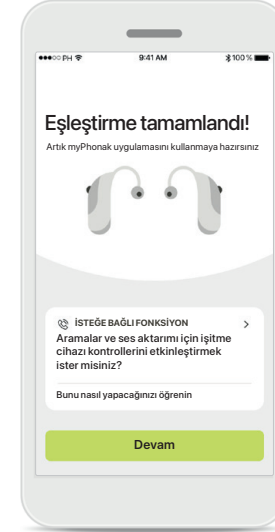 ●●●○○ PH 9:41 AM 100 %
Eşleştirme tamamlandı!
Artık myPhonak uygulamasını kullanmaya hazırsınız
İSTEĞE BAĞLI FONKSİYON
Aramalar ve ses aktarımı için işitme
cihazı kontrollerini etkinleştirmek
ister misiniz?
Bunu nasıl yapacağınızı öğrenin
Devam